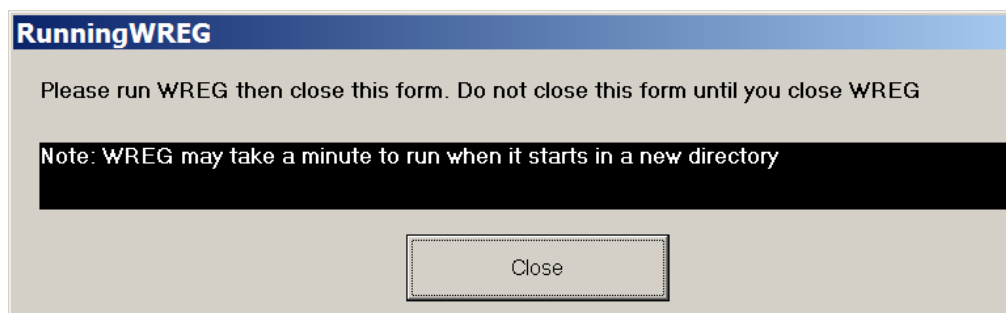 RunningWREG
Please run WREG then close this form. Do not close this form until you close WREG
Note: WREG may take a minute to run when it starts in a new directory
Close